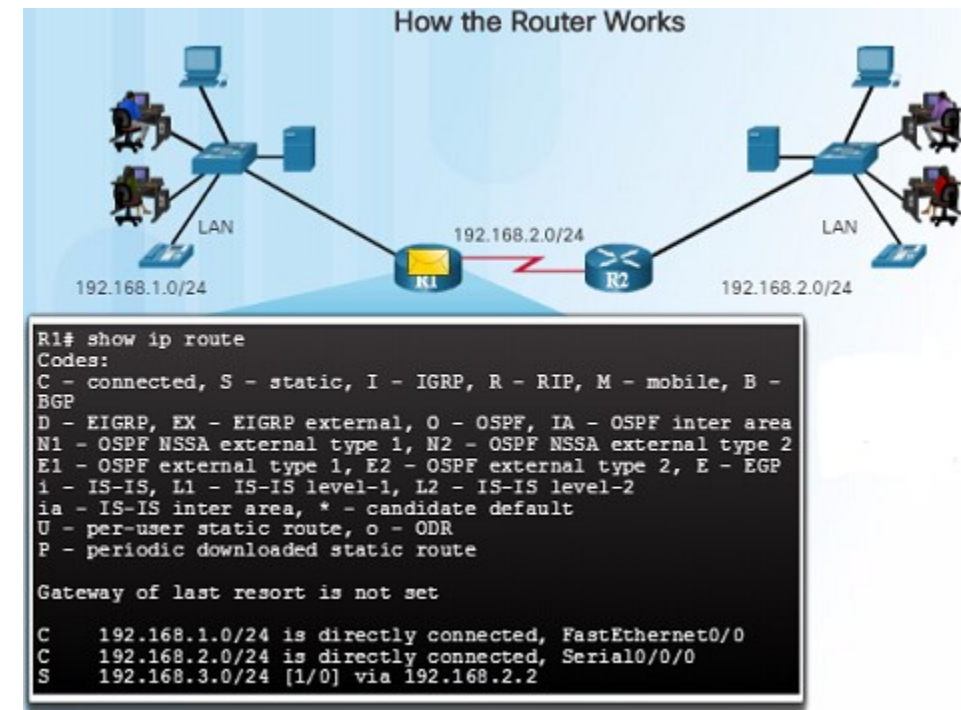 How the Router Works
LAN
192.168.2.0/24
LAN
192.168.1.0/24
R1
R2
192.168.2.0/24
R1# show ip route
Codes:
C - connected, S - static, I - IGRP, R - RIP, M - mobile, B -
BGP
D - EIGRP, EX - EIGRP external, O - OSPF, IA - OSPF inter area
N1 - OSPF NSSA external type 1, N2 - OSPF NSSA external type 2
E1 - OSPF external type 1, E2 - OSPF external type 2, E - EGP
i - IS-IS, L1 - IS-IS level-1, L2 - IS-IS level-2
ia - IS-IS inter area, * - candidate default
U - per-user static route, o - ODR
P - periodic downloaded static route
Gateway of last resort is not set
C 192.168.1.0/24 is directly connected, FastEthernet0/0
C 192.168.2.0/24 is directly connected, Serial0/0/0
S 192.168.3.0/24 [1/0] via 192.168.2.2